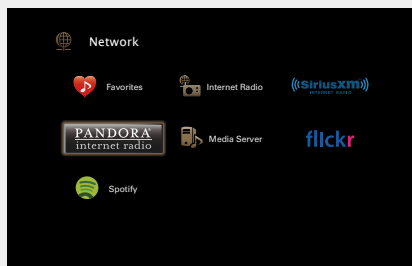 Network
Favorites
Internet Radio
((SiriusXM))
INTERNET RADIO
PANDORA®
internet radio
Media Server
flickr
Spotify